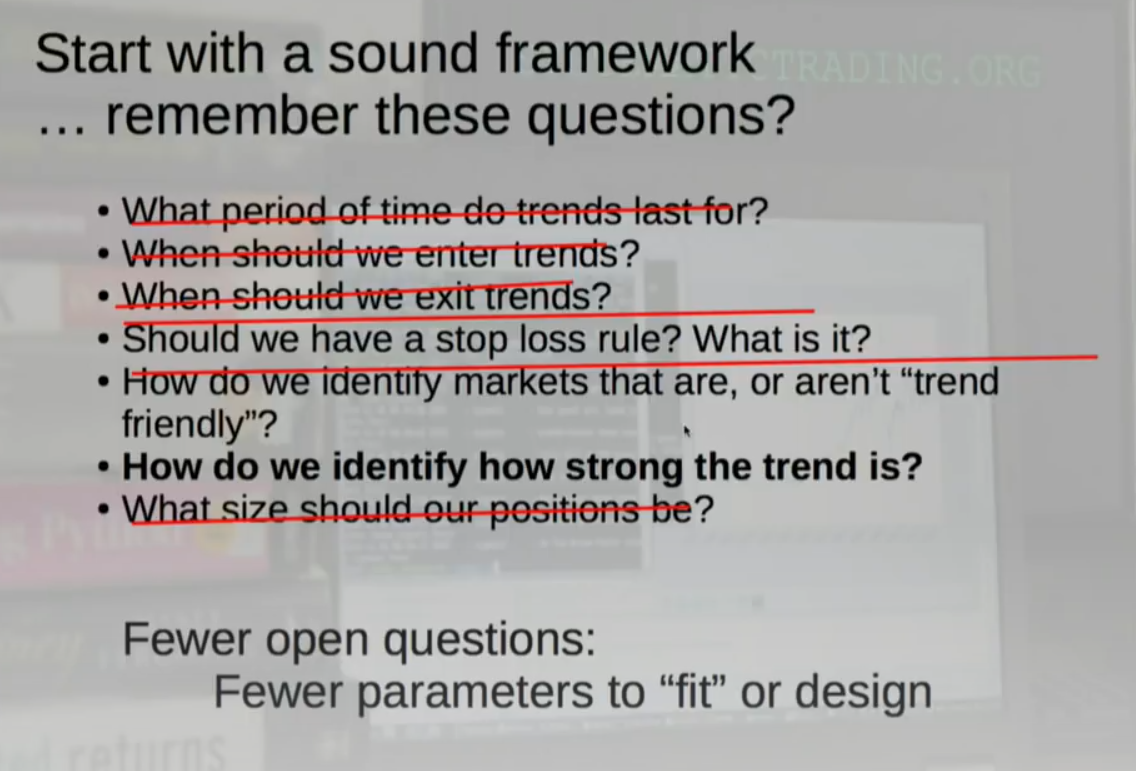 Start with a sound framework
CTRADING.ORG
… remember these questions?
• What period of time do trends last for?
• When should we enter trends?
• When should we exit trends?
• Should we have a stop loss rule? What is it?
• How do we identify markets that are, or aren’t “trend
friendly”?
• How do we identify how strong the trend is?
• What size should our positions be?
Fewer open questions:
Fewer parameters to “fit” or design
returns